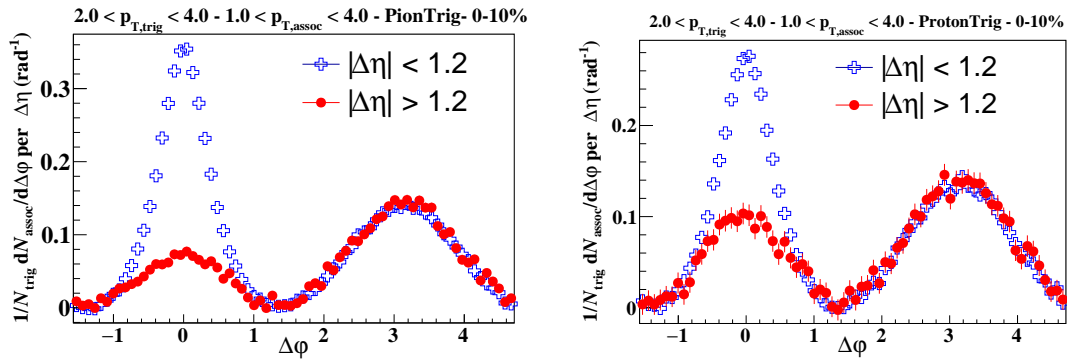 2.0 < p_T,trig < 4.0 - 1.0 < p_T,assoc < 4.0 - PionTrig- 0-10%
1/N_trig dN_assoc/dΔφ per Δη (rad^-1)
0.3
0.2
0.1
0
|Δη| < 1.2
|Δη| > 1.2
−1 0 1 2 3 4
Δφ
2.0 < p_T,trig < 4.0 - 1.0 < p_T,assoc < 4.0 - ProtonTrig - 0-10%
1/N_trig dN_assoc/dΔφ per Δη (rad^-1)
0.2
0.1
0
|Δη| < 1.2
|Δη| > 1.2
−1 0 1 2 3 4
Δφ